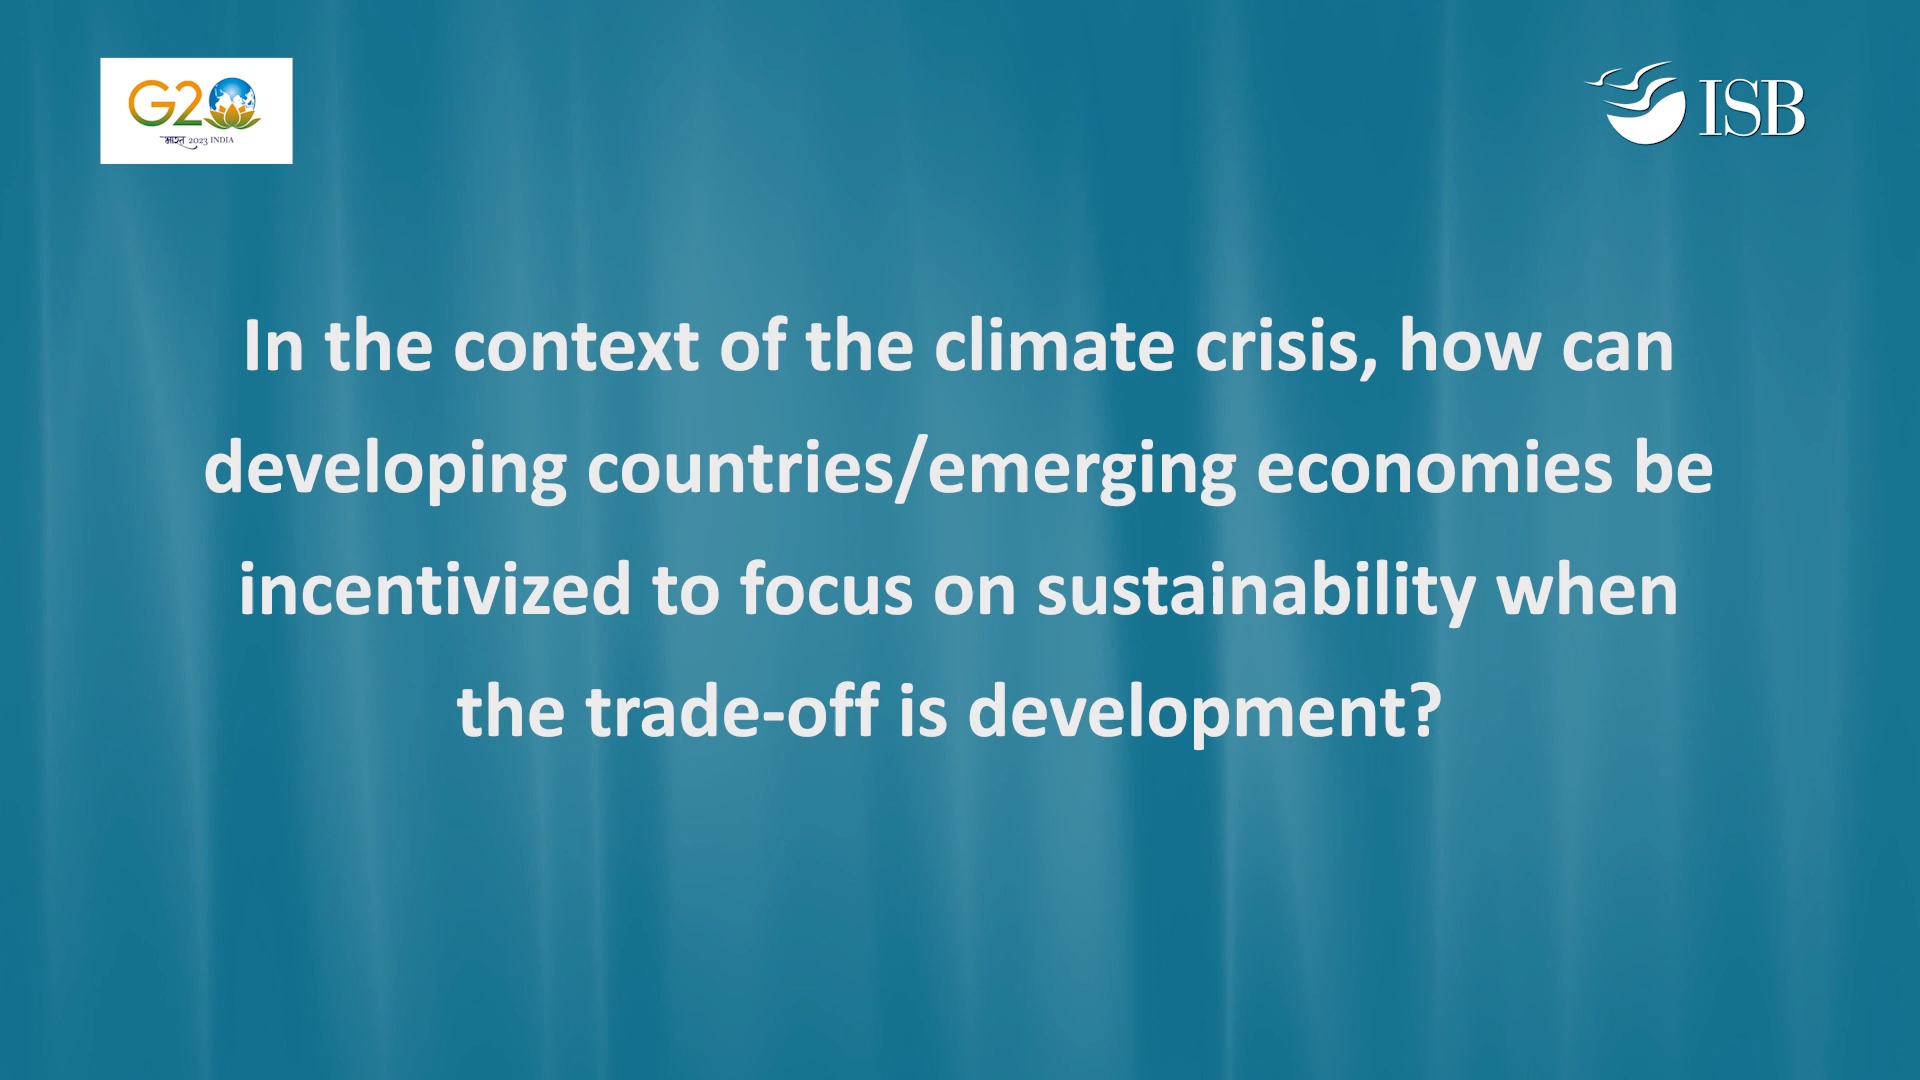 G20
भारत 2023 INDIA
ISB
In the context of the climate crisis, how can
developing countries/emerging economies be
incentivized to focus on sustainability when
the trade-off is development?